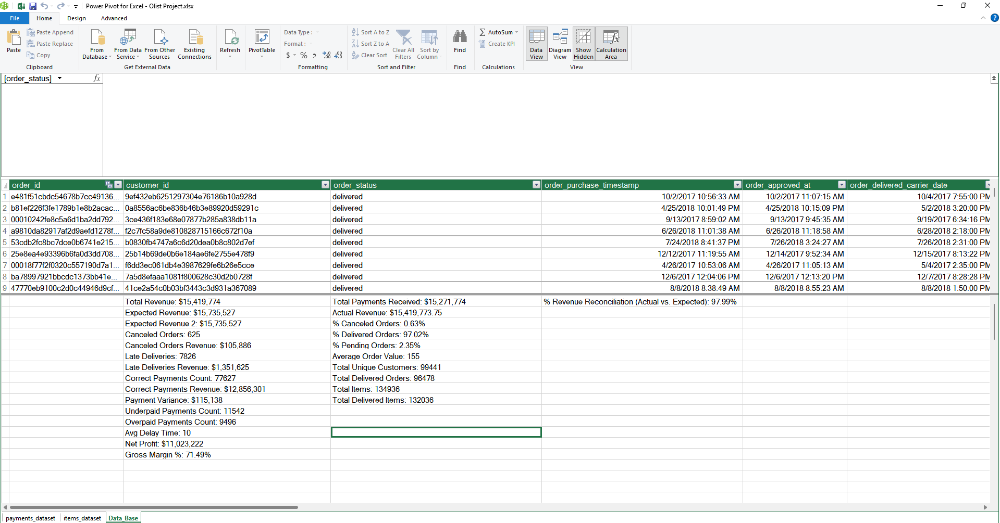 Power Pivot for Excel - Olist Project.xlsx
File Home Design Advanced
Paste
Paste Append
Paste Replace
Copy
Clipboard
From Database
From Data Service
From Other Sources
Existing Connections
Get External Data
Refresh
PivotTable
Data Type :
Format :
$ % ,
Formatting
Sort A to Z
Sort Z to A
Clear Sort
Clear All Filters
Sort by Column
Sort and Filter
Find
Find
AutoSum
Create KPI
Calculations
Data View
Diagram View
Show Hidden
Calculation Area
View
[order_status] fx
order_id customer_id order_status order_purchase_timestamp order_approved_at order_delivered_carrier_date
1 e481f51cbdc54678b7cc49136... 9ef432eb6251297304e76186b10a928d delivered 10/2/2017 10:56:33 AM 10/2/2017 11:07:15 AM 10/4/2017 7:55:00 PM
2 b81ef226f3fe1789b1e8b2acac... 0a8556ac6be836b46b3e89920d59291c delivered 4/25/2018 10:01:49 PM 4/25/2018 10:15:09 PM 5/2/2018 3:20:00 PM
3 00010242fe8c5a6d1ba2dd792... 3ce436f183e68e07877b285a838db11a delivered 9/13/2017 8:59:02 AM 9/13/2017 9:45:35 AM 9/19/2017 6:34:16 PM
4 a9810da82917af2d9aefd1278f... f2c7fc58a9de810828715166c672f10a delivered 6/26/2018 11:01:38 AM 6/26/2018 11:18:58 AM 6/28/2018 2:18:00 PM
5 53cdb2fc8bc7dce0b6741e215... b0830fb4747a6c6d20dea0b8c802d7ef delivered 7/24/2018 8:41:37 PM 7/26/2018 3:24:27 AM 7/26/2018 2:31:00 PM
6 25e8ea4e93396b6fa0d3dd708... 25b14b69de0b6e184ae6fe2755e478f9 delivered 12/12/2017 11:19:55 AM 12/14/2017 9:52:34 AM 12/15/2017 8:13:22 PM
7 00018f77f2f0320c557190d7a1... f6dd3ec061db4e3987629fe6b26e5cce delivered 4/26/2017 10:53:06 AM 4/26/2017 11:05:13 AM 5/4/2017 2:35:00 PM
8 ba78997921bbcdc1373bb41e... 7a5d8efaaa1081f800628c30d2b0728f delivered 12/6/2017 12:04:06 PM 12/6/2017 12:13:20 PM 12/7/2017 8:28:28 PM
9 47770eb9100c2d0c44946d9cf... 41ce2a54c0b03bf3443c3d931a367089 delivered 8/8/2018 8:38:49 AM 8/8/2018 8:55:23 AM 8/8/2018 1:50:00 PM
Total Revenue: $15,419,774 Total Payments Received: $15,271,774 % Revenue Reconciliation (Actual vs. Expected): 97.99%
Expected Revenue: $15,735,527 Actual Revenue: $15,419,773.75
Expected Revenue 2: $15,735,527 % Canceled Orders: 0.63%
Canceled Orders: 625 % Delivered Orders: 97.02%
Canceled Orders Revenue: $105,886 % Pending Orders: 2.35%
Late Deliveries: 7826 Average Order Value: 155
Late Deliveries Revenue: $1,351,625 Total Unique Customers: 99441
Correct Payments Count: 77627 Total Delivered Orders: 96478
Correct Payments Revenue: $12,856,301 Total Items: 134936
Payment Variance: $115,138 Total Delivered Items: 132036
Underpaid Payments Count: 11542
Overpaid Payments Count: 9496
Avg Delay Time: 10
Net Profit: $11,023,222
Gross Margin %: 71.49%
payments_dataset items_dataset Data_Base